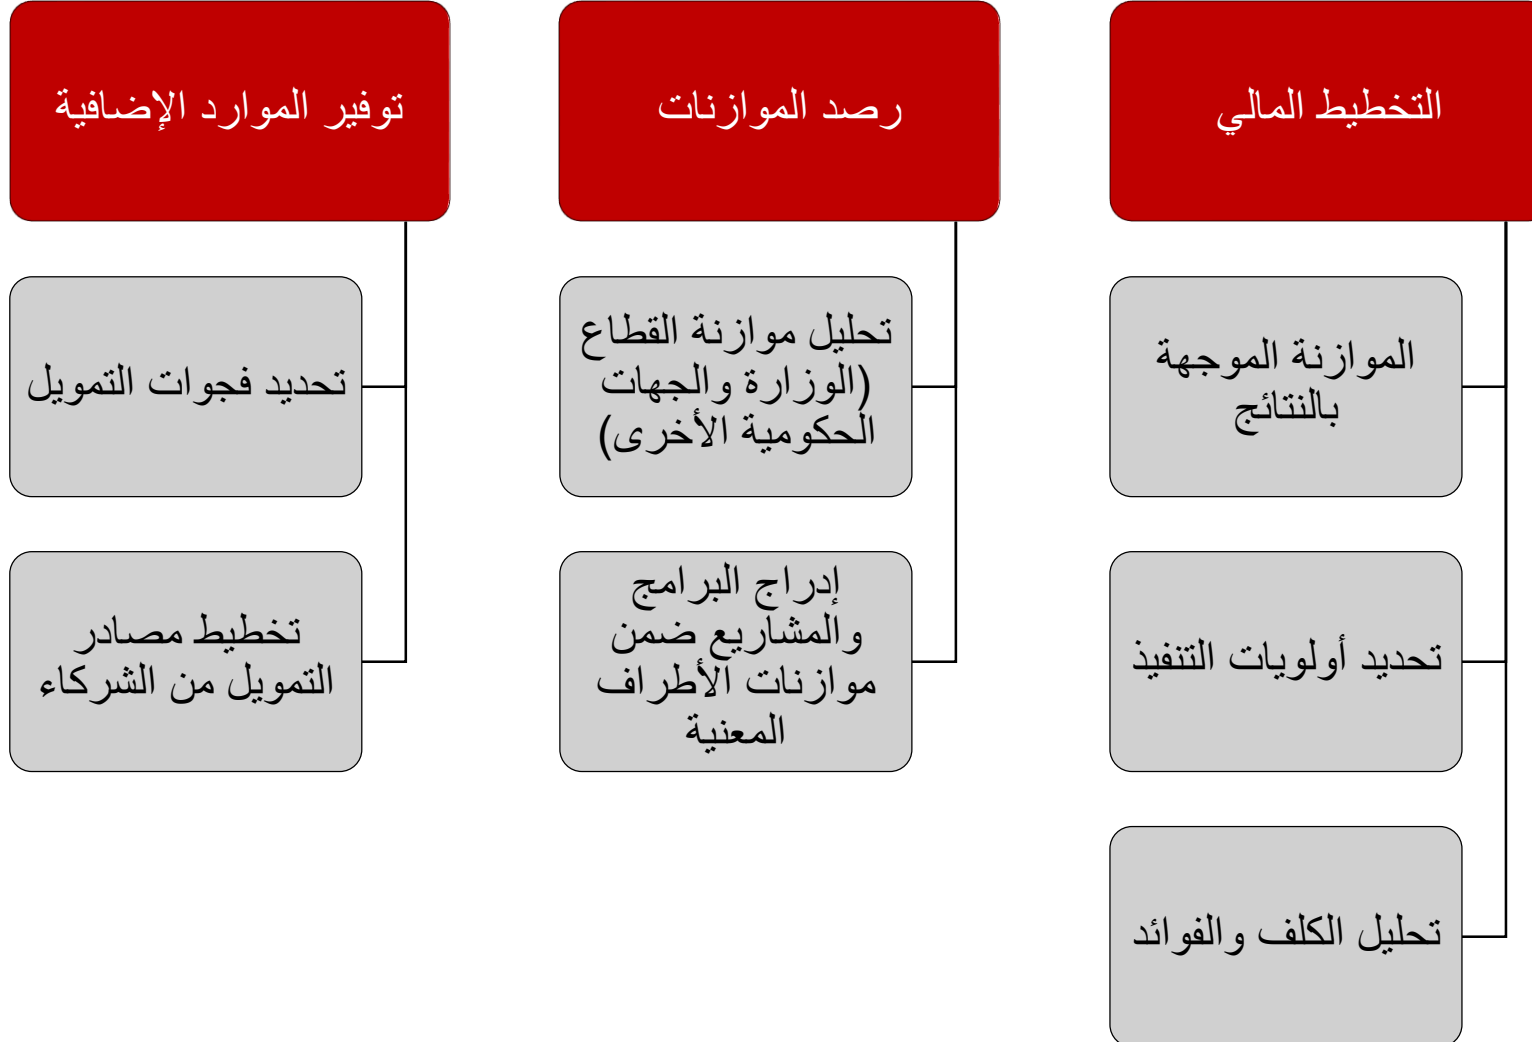 التخطيط المالي
الموازنة الموجهة
بالنتائج
تحديد أولويات التنفيذ
تحليل الكلف والفوائد
رصد الموازنات
تحليل موازنة القطاع
(الوزارة والجهات
الحكومية الأخرى)
إدراج البرامج
والمشاريع ضمن
موازنات الأطراف
المعنية
توفير الموارد الإضافية
تحديد فجوات التمويل
تخطيط مصادر
التمويل من الشركاء